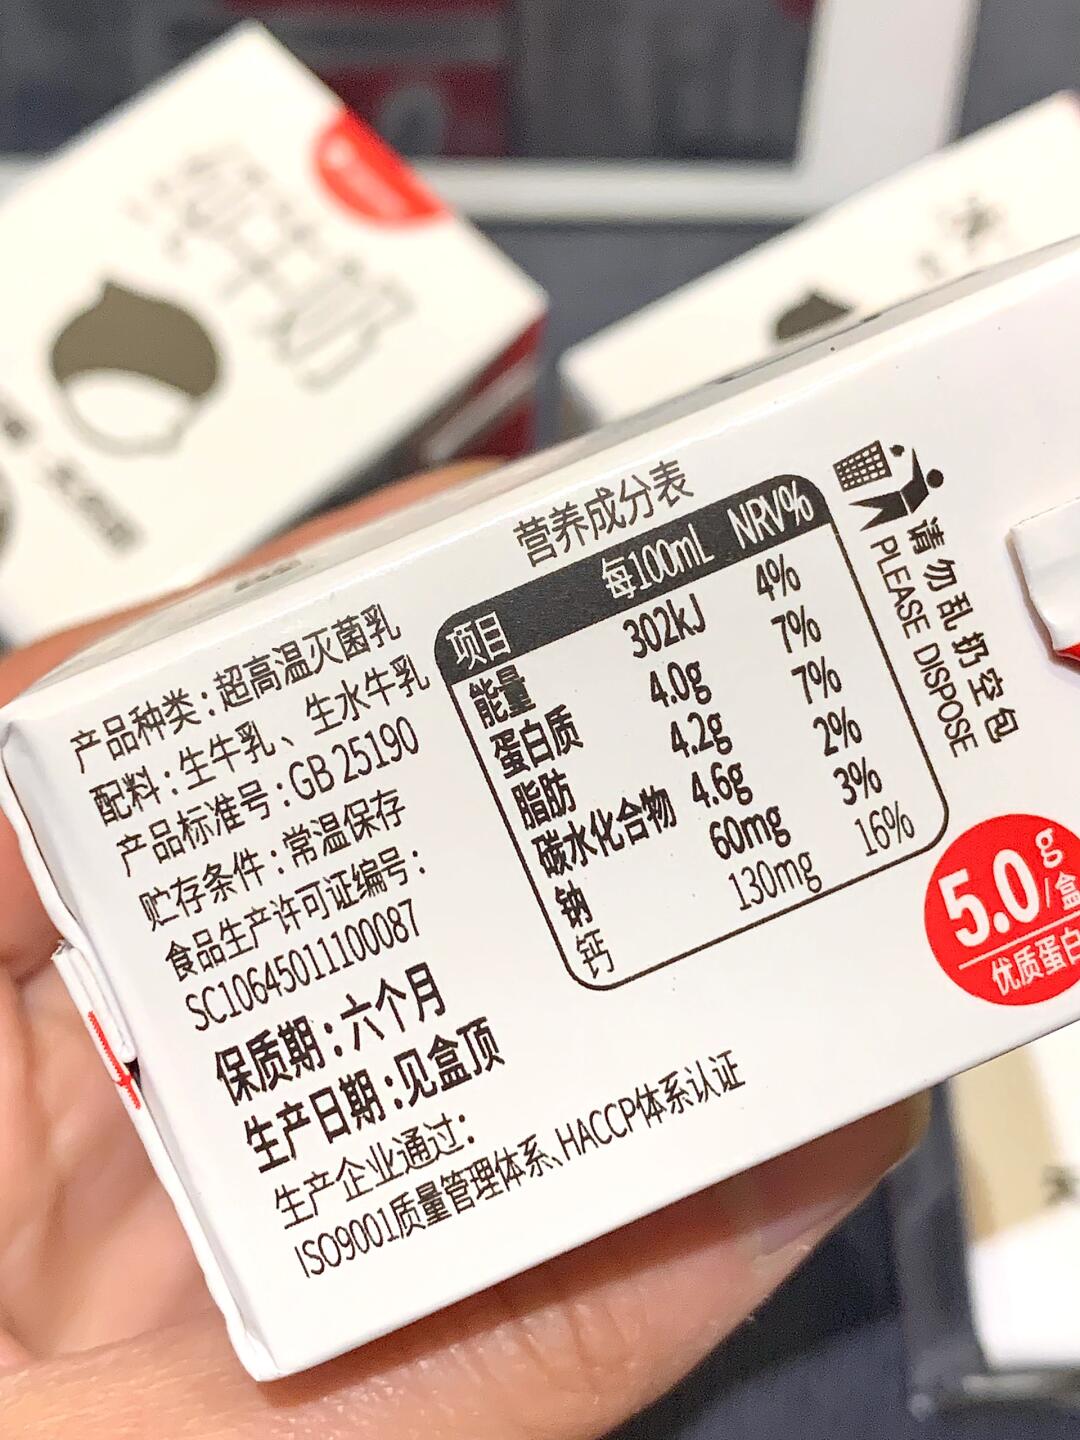 纯牛奶
产品种类:超高温灭菌乳
配料:生牛乳、生水牛乳
产品标准号:GB 25190
贮存条件:常温保存
食品生产许可证编号:
SC10645011100087
保质期:六个月
生产日期:见盒顶
生产企业通过:
ISO9001质量管理体系、HACCP体系认证
营养成分表
项目 每100mL NRV%
能量 302kJ 4%
蛋白质 4.0g 7%
脂肪 4.2g 7%
碳水化合物 4.6g 2%
钠 60mg 3%
钙 130mg 16%
请勿乱奶空包
PLEASE DISPOSE
5.0g/盒
优质蛋白